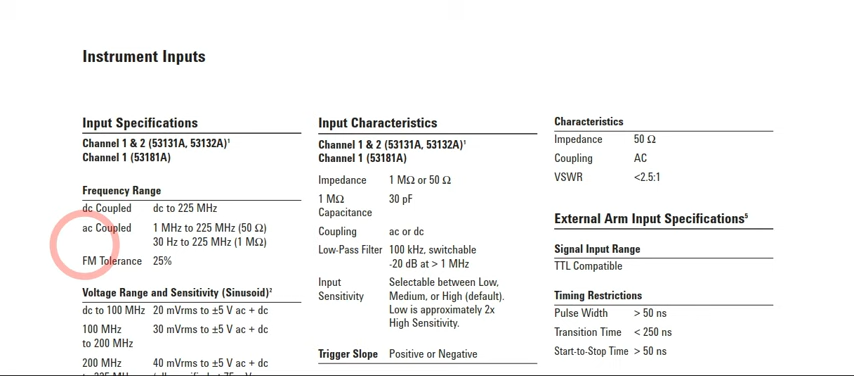 Instrument Inputs
Input Specifications
Channel 1 & 2 (53131A, 53132A)¹
Channel 1 (53181A)
Frequency Range
dc Coupled dc to 225 MHz
ac Coupled 1 MHz to 225 MHz (50 Ω)
30 Hz to 225 MHz (1 MΩ)
FM Tolerance 25%
Voltage Range and Sensitivity (Sinusoid)²
dc to 100 MHz 20 mVrms to ±5 V ac + dc
100 MHz 30 mVrms to ±5 V ac + dc
to 200 MHz
200 MHz 40 mVrms to ±5 V ac + dc
Input Characteristics
Channel 1 & 2 (53131A, 53132A)¹
Channel 1 (53181A)
Impedance 1 MΩ or 50 Ω
1 MΩ 30 pF
Capacitance
Coupling ac or dc
Low-Pass Filter 100 kHz, switchable
-20 dB at > 1 MHz
Input Selectable between Low,
Sensitivity Medium, or High (default).
Low is approximately 2x
High Sensitivity.
Trigger Slope Positive or Negative
Characteristics
Impedance 50 Ω
Coupling AC
VSWR <2.5:1
External Arm Input Specifications⁵
Signal Input Range
TTL Compatible
Timing Restrictions
Pulse Width > 50 ns
Transition Time < 250 ns
Start-to-Stop Time > 50 ns